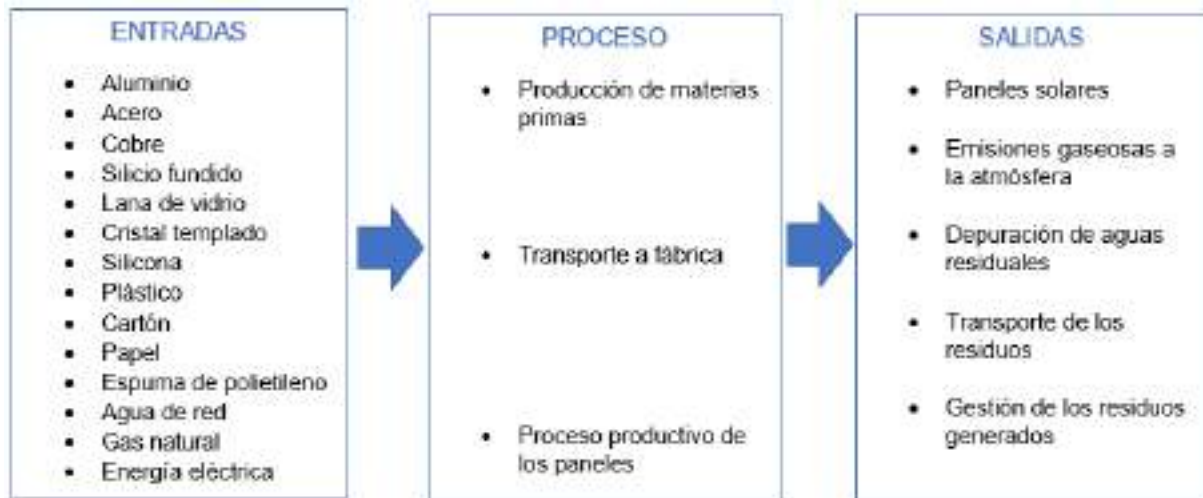 ENTRADAS
• Aluminio
• Acero
• Cobre
• Silicio fundido
• Lana de vidrio
• Cristal templado
• Silicona
• Plástico
• Cartón
• Papel
• Espuma de polietileno
• Agua de red
• Gas natural
• Energía eléctrica
PROCESO
• Producción de materias
primas
• Transporte a fábrica
• Proceso productivo de
los paneles
SALIDAS
• Paneles solares
• Emisiones gaseosas a
la atmósfera
• Depuración de aguas
residuales
• Transporte de los
residuos
• Gestión de los residuos
generados